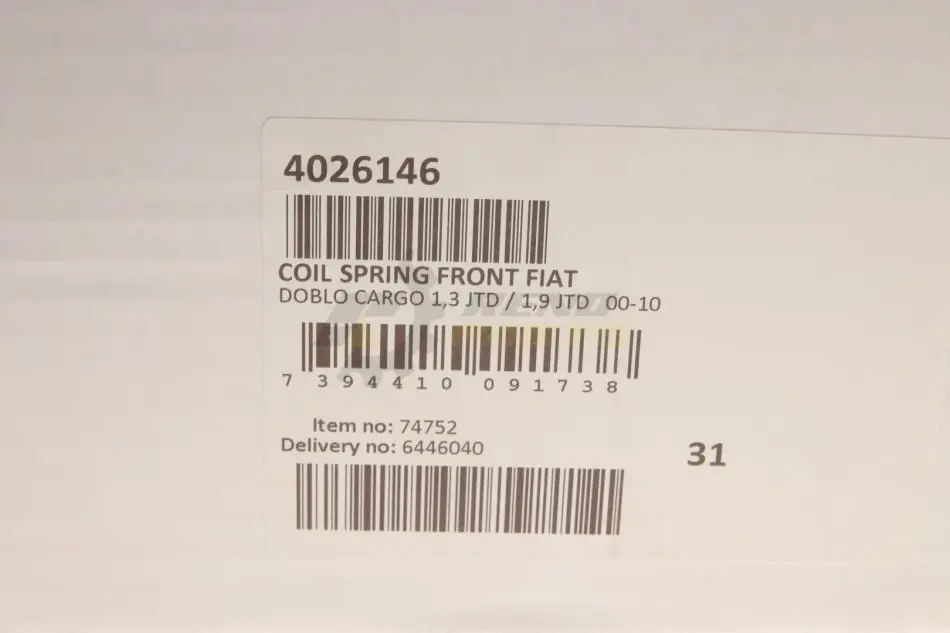 4026146
COIL SPRING FRONT FIAT
DOBLO CARGO 1,3 JTD / 1,9 JTD 00-10
7 394410 091738
Item no: 74752
Delivery no: 6446040
31